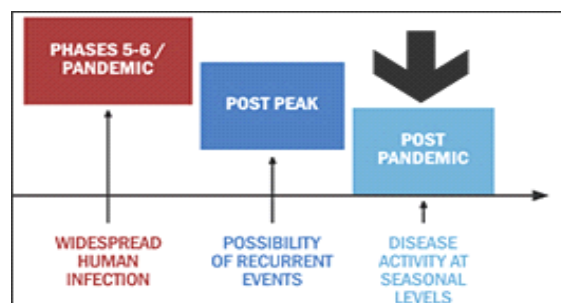 PHASES 5-6 /
PANDEMIC
POST PEAK
POST
PANDEMIC
WIDESPREAD
HUMAN
INFECTION
POSSIBILITY
OF RECURRENT
EVENTS
DISEASE
ACTIVITY AT
SEASONAL
LEVELS